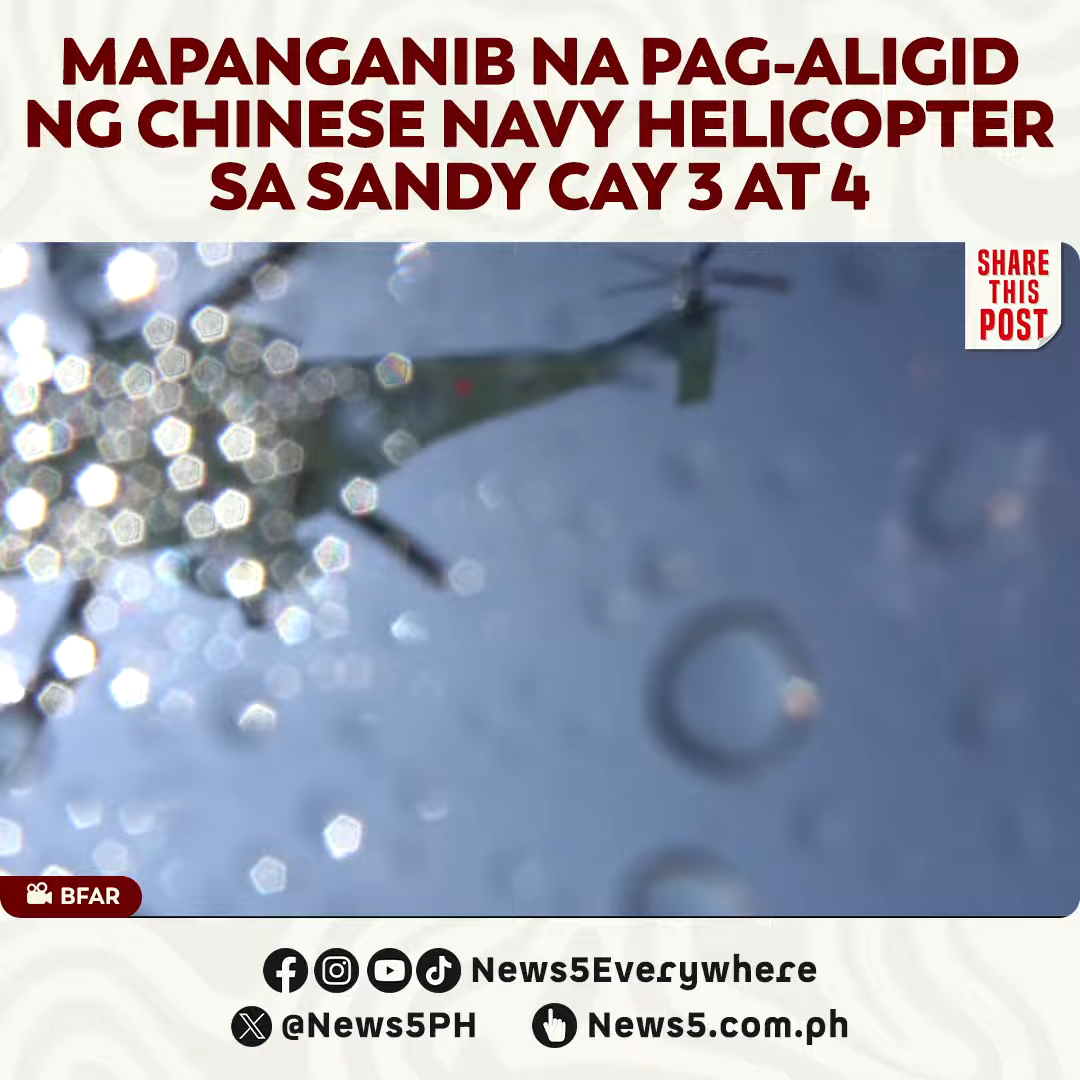 MAPANGANIB NA PAG-ALIGID
NG CHINESE NAVY HELICOPTER
SA SANDY CAY 3 AT 4
SHARE
THIS
POST
BFAR
News5Everywhere
@News5PH
News5.com.ph